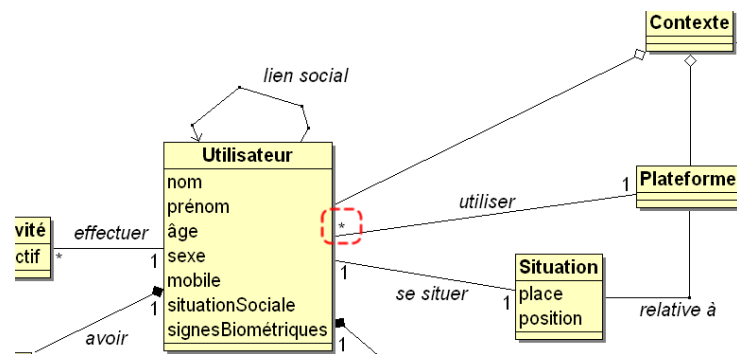 Contexte
lien social
Utilisateur
nom
prénom
âge
sexe
mobile
situationSociale
signesBiométriques
utiliser
1
Plateforme
*
vité
ctif
effectuer
*
1
1
se situer
1
Situation
place
position
relative à
avoir
1
1